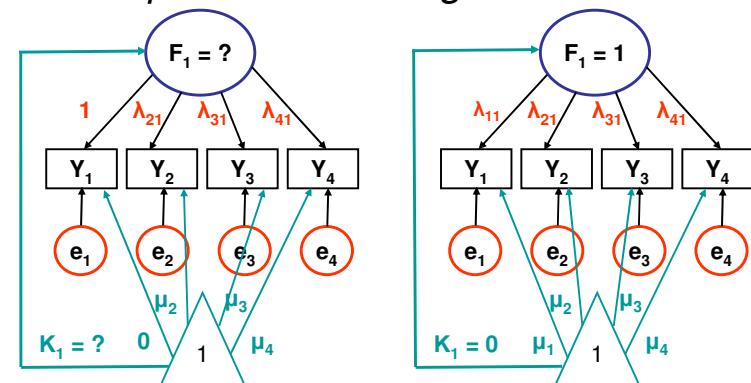 F₁ = ?
1 λ₂₁ λ₃₁ λ₄₁
Y₁ Y₂ Y₃ Y₄
e₁ e₂ e₃ e₄
μ₂ μ₃
K₁ = ? 0 1 μ₄
F₁ = 1
λ₁₁ λ₂₁ λ₃₁ λ₄₁
Y₁ Y₂ Y₃ Y₄
e₁ e₂ e₃ e₄
μ₂ μ₃
K₁ = 0 μ₁ 1 μ₄